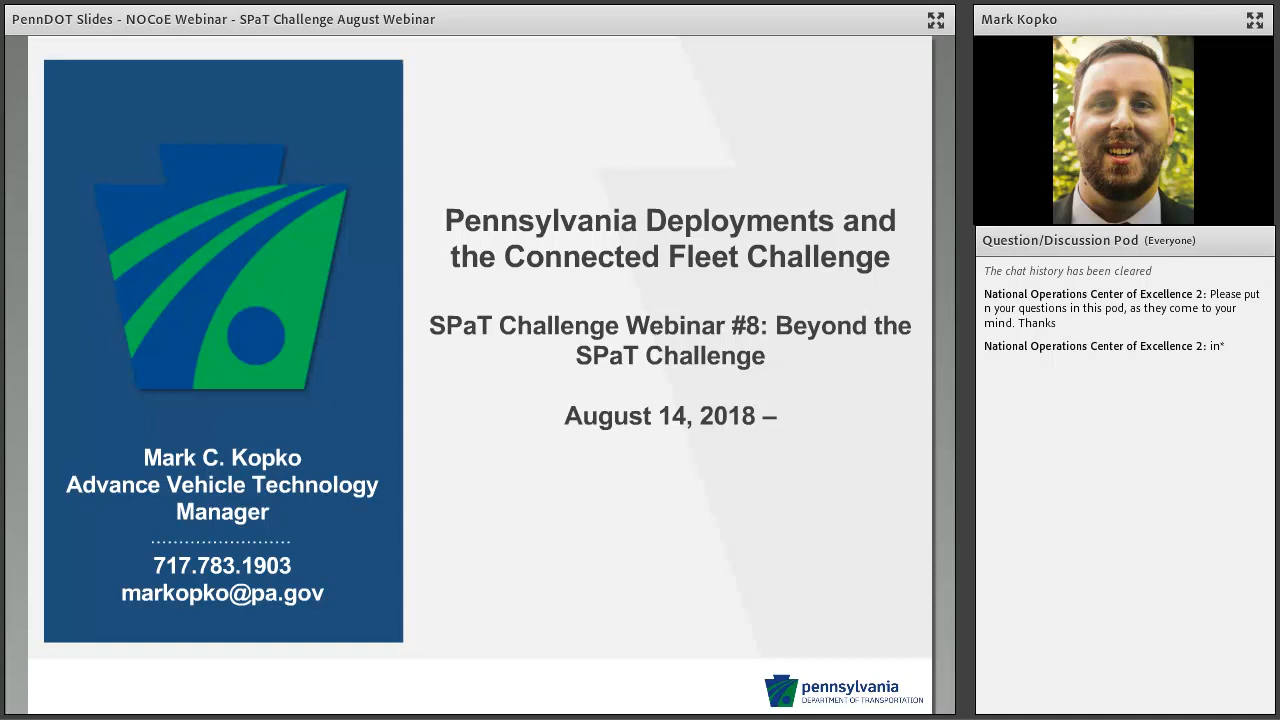 PennDOT Slides - NOCoE Webinar - SPaT Challenge August Webinar
Pennsylvania Deployments and
the Connected Fleet Challenge
SPaT Challenge Webinar #8: Beyond the
SPaT Challenge
August 14, 2018 –
Mark C. Kopko
Advance Vehicle Technology
Manager
........................
717.783.1903
markopko@pa.gov
pennsylvania
DEPARTMENT OF TRANSPORTATION
Mark Kopko
Question/Discussion Pod (Everyone)
The chat history has been cleared
National Operations Center of Excellence 2: Please put
n your questions in this pod, as they come to your
mind. Thanks
National Operations Center of Excellence 2: in*